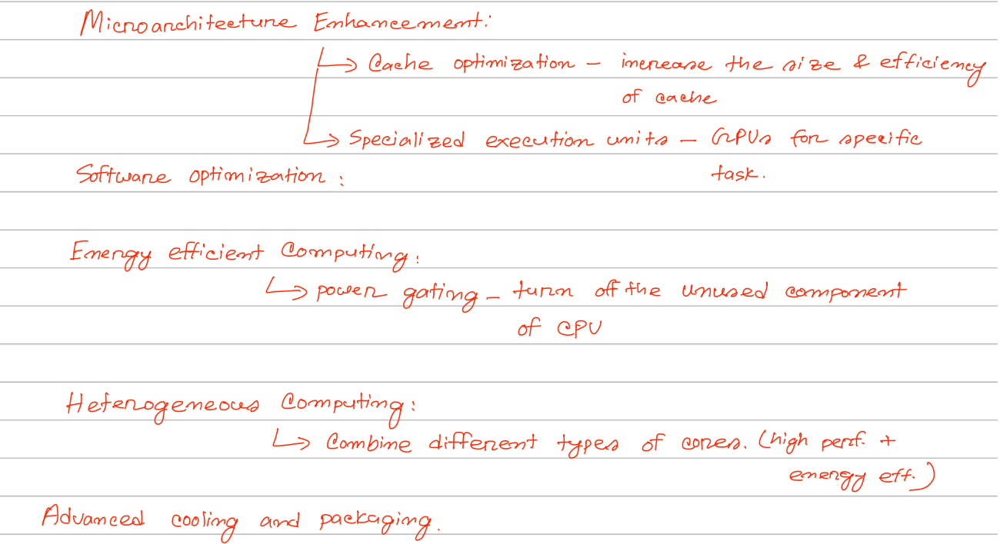 Microarchitecture Enhancement:
↳ Cache optimization – increase the size & efficiency
of cache
↳ Specialized execution units – GPUs for specific
task.
Software optimization :
Energy efficient Computing:
↳ power gating – turn off the unused component
of CPU
Heterogeneous Computing:
↳ Combine different types of cores. (high perf. +
energy eff.)
Advanced cooling and packaging.